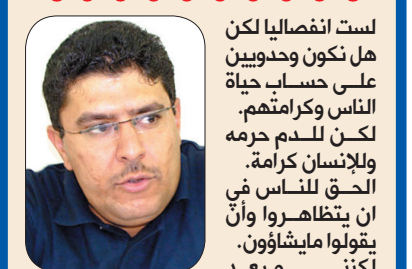 لست انفصاليا لكن
هل نكون وحدويين
على حساب حياة
الناس وكرامتهم.
لكن للدم حرمه
وللإنسان كرامة.
الحق للناس في
ان يتظاهروا وأن
يقولوا مايشاؤون.